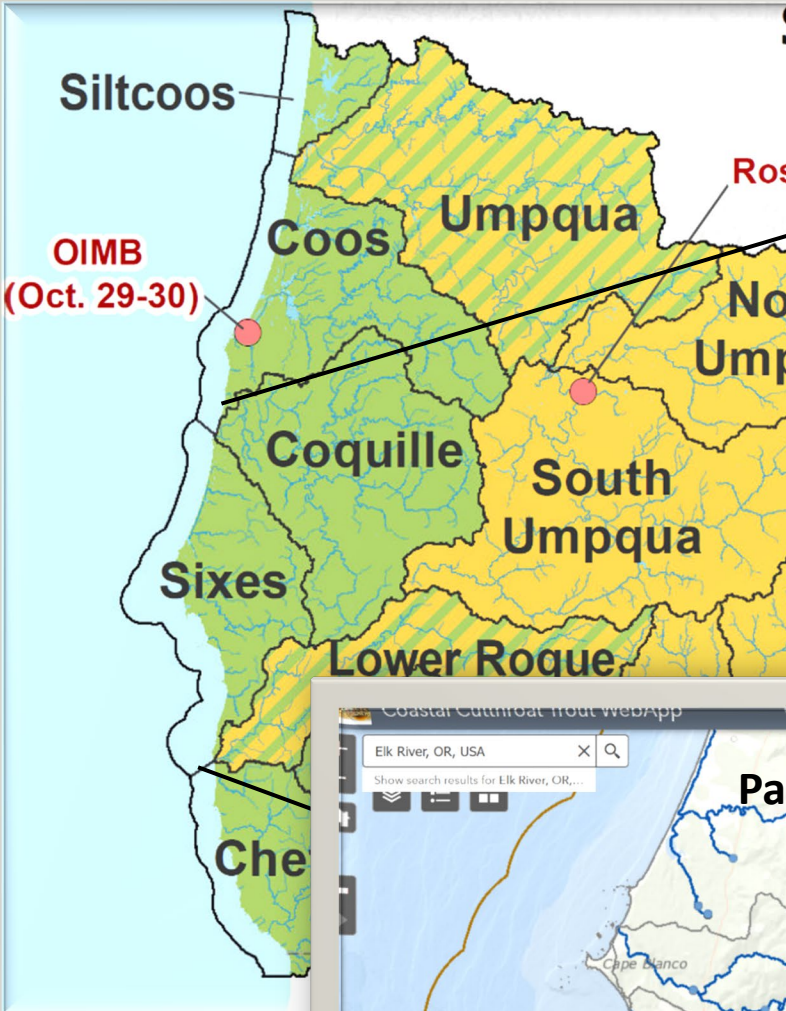 Siltcoos
Umpqua
Coos
OIMB
(Oct. 29-30)
Coquille
South
Umpqua
Sixes
Lower Rogue
Coastal Cutthroat Trout WebApp
Elk River, OR, USA
Show search results for Elk River, OR,...
Cape Blanco